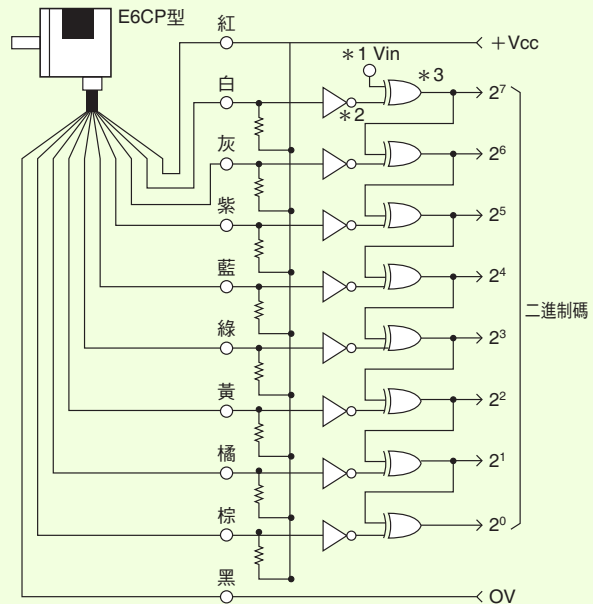 E6CP型
紅
＋Vcc
＊1 Vin
＊3
白
＊2
2⁷
灰
2⁶
紫
2⁵
藍
2⁴
二進制碼
綠
2³
黃
2²
橘
2¹
棕
2⁰
黑
OV